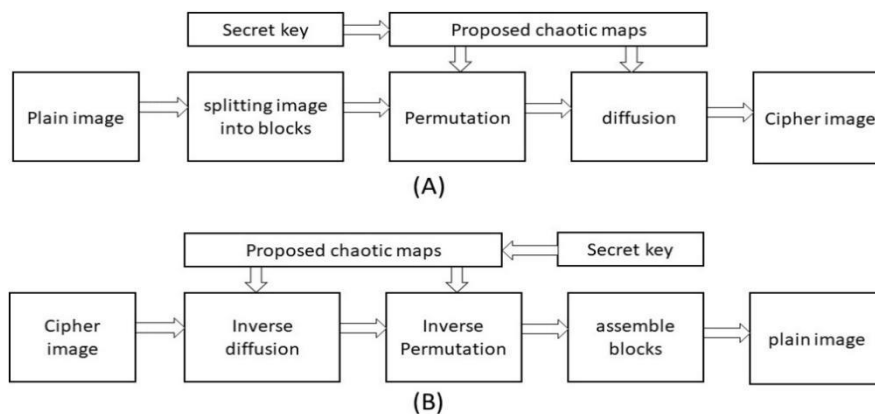 Secret key
Proposed chaotic maps
Plain image
splitting image
into blocks
Permutation
diffusion
Cipher image
(A)
Proposed chaotic maps
Secret key
Cipher
image
Inverse
diffusion
Inverse
Permutation
assemble
blocks
plain image
(B)